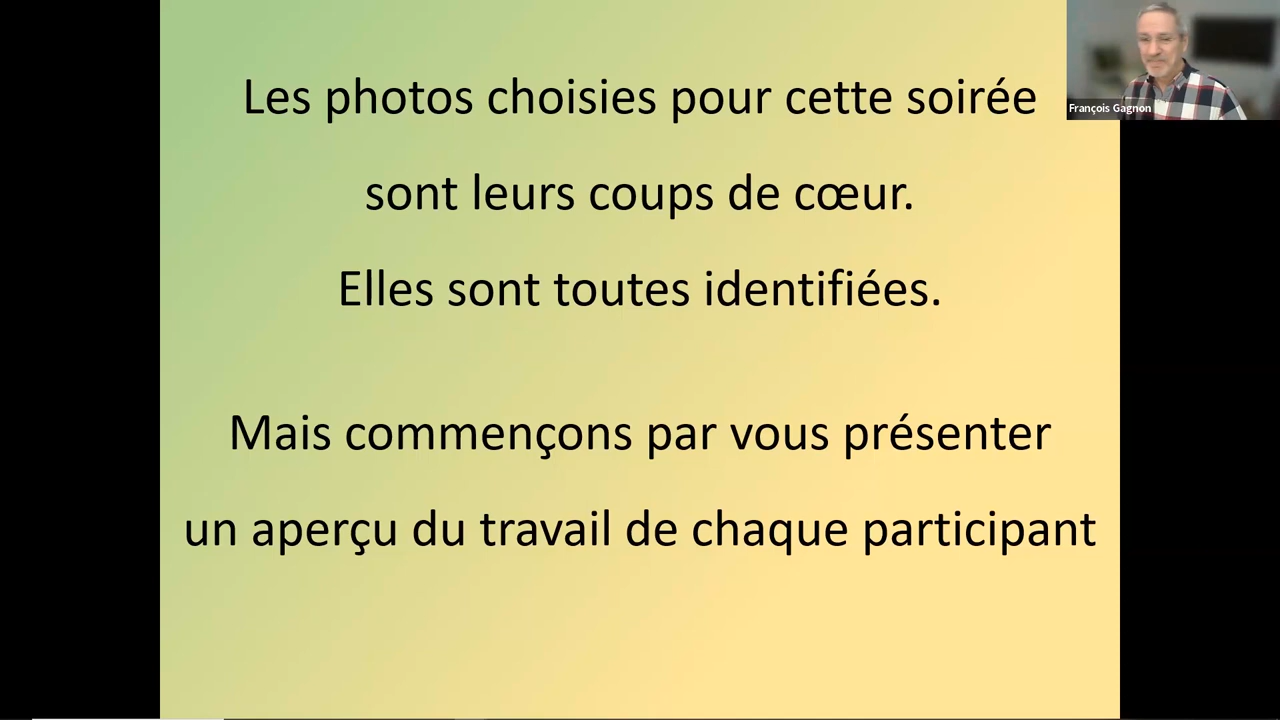 Les photos choisies pour cette soirée
sont leurs coups de cœur.
Elles sont toutes identifiées.
Mais commençons par vous présenter
un aperçu du travail de chaque participant
François Gagnon